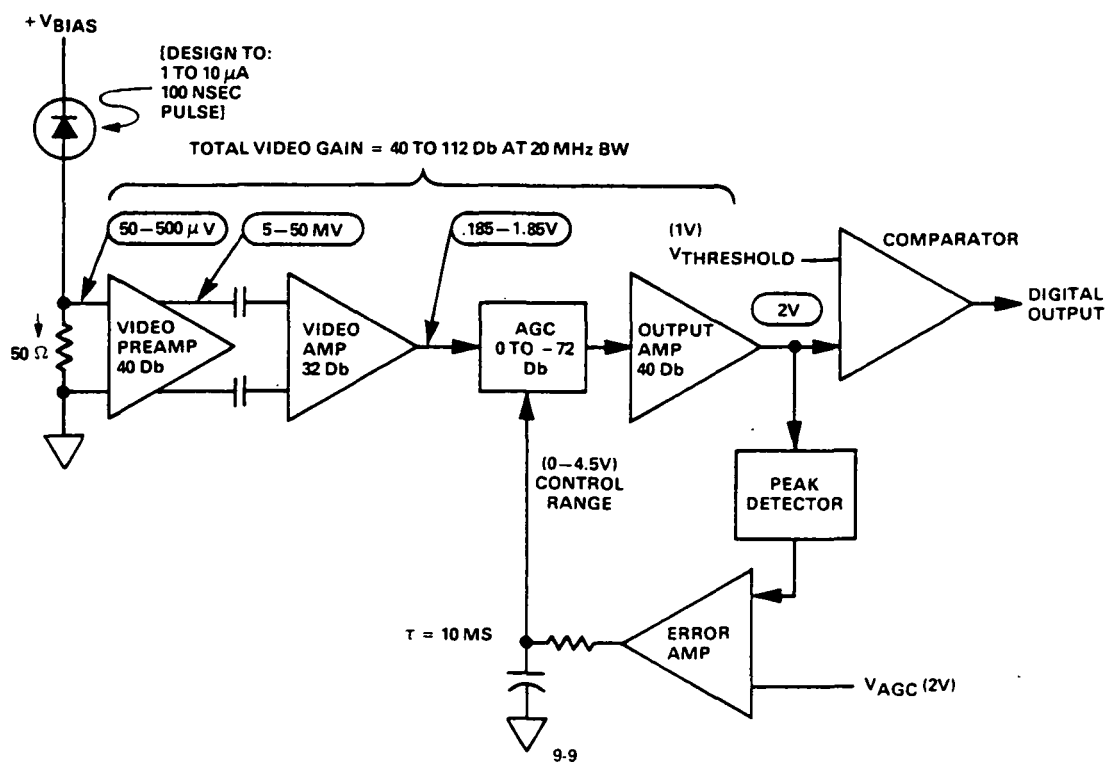 + VBIAS
[DESIGN TO:
1 TO 10 μA
100 NSEC
PULSE]
TOTAL VIDEO GAIN = 40 TO 112 Db AT 20 MHz BW
50–500 μV
5–50 MV
.185–1.85V
(1V)
VTHRESHOLD
COMPARATOR
DIGITAL
OUTPUT
2V
50 Ω
VIDEO
PREAMP
40 Db
VIDEO
AMP
32 Db
AGC
0 TO – 72
Db
OUTPUT
AMP
40 Db
(0–4.5V)
CONTROL
RANGE
PEAK
DETECTOR
τ = 10 MS
ERROR
AMP
VAGC (2V)
9-9